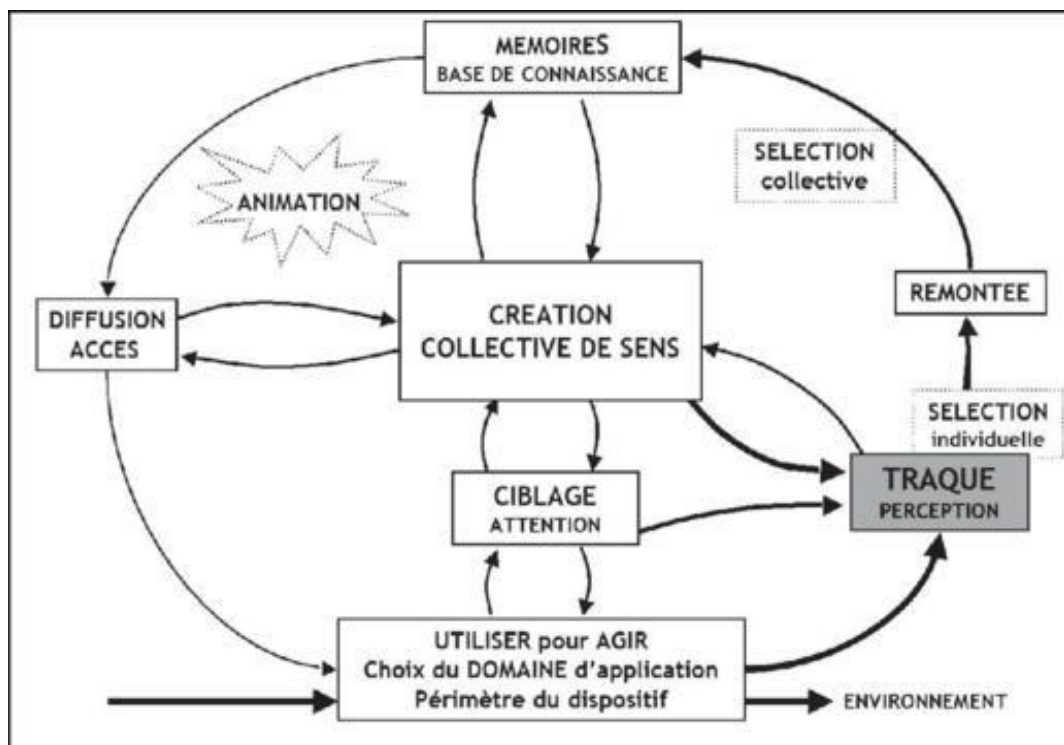 MEMOIRES
BASE DE CONNAISSANCE
SELECTION
collective
ANIMATION
REMONTEE
DIFFUSION
ACCES
CREATION
COLLECTIVE DE SENS
SELECTION
individuelle
TRAQUE
PERCEPTION
CIBLAGE
ATTENTION
UTILISER pour AGIR
Choix du DOMAINE d'application
Périmètre du dispositif
ENVIRONNEMENT